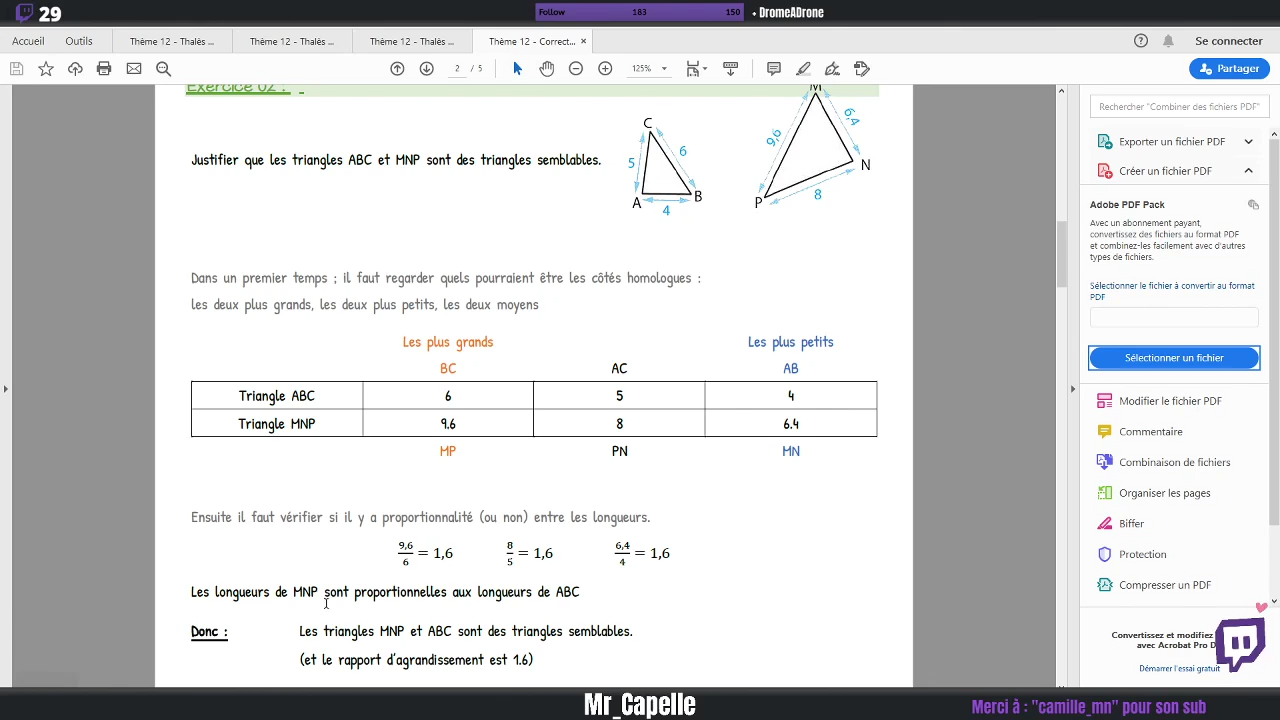 29
Follow 183 150
• DromeADrone
Accueil Outils Thème 12 - Thalès ... Thème 12 - Thalès ... Thème 12 - Thalès ... Thème 12 - Correct... × Se connecter
2 / 5 125% Partager
Exercice 02 : _
Justifier que les triangles ABC et MNP sont des triangles semblables.
C
5 6
A B
4
M
9,6 6,4
N
P 8
Dans un premier temps ; il faut regarder quels pourraient être les côtés homologues :
les deux plus grands, les deux plus petits, les deux moyens
Les plus grands Les plus petits
BC AC AB
Triangle ABC 6 5 4
Triangle MNP 9.6 8 6.4
MP PN MN
Ensuite il faut vérifier si il y a proportionnalité (ou non) entre les longueurs.
9,6/6 = 1,6 8/5 = 1,6 6,4/4 = 1,6
Les longueurs de MNP sont proportionnelles aux longueurs de ABC
Donc : Les triangles MNP et ABC sont des triangles semblables.
(et le rapport d'agrandissement est 1.6)
Rechercher "Combiner des fichiers PDF"
Exporter un fichier PDF
Créer un fichier PDF
Adobe PDF Pack
Avec un abonnement payant,
convertissez des fichiers au format PDF
et combinez-les facilement avec d'autres
types de fichiers.
Sélectionner le fichier à convertir au format
PDF
Sélectionner un fichier
Modifier le fichier PDF
Commentaire
Combinaison de fichiers
Organiser les pages
Biffer
Protection
Compresser un PDF
Convertissez et modifiez
avec Acrobat Pro D
Démarrer l'essai gratuit
Mr_Capelle
Merci à : "camille_mn" pour son sub